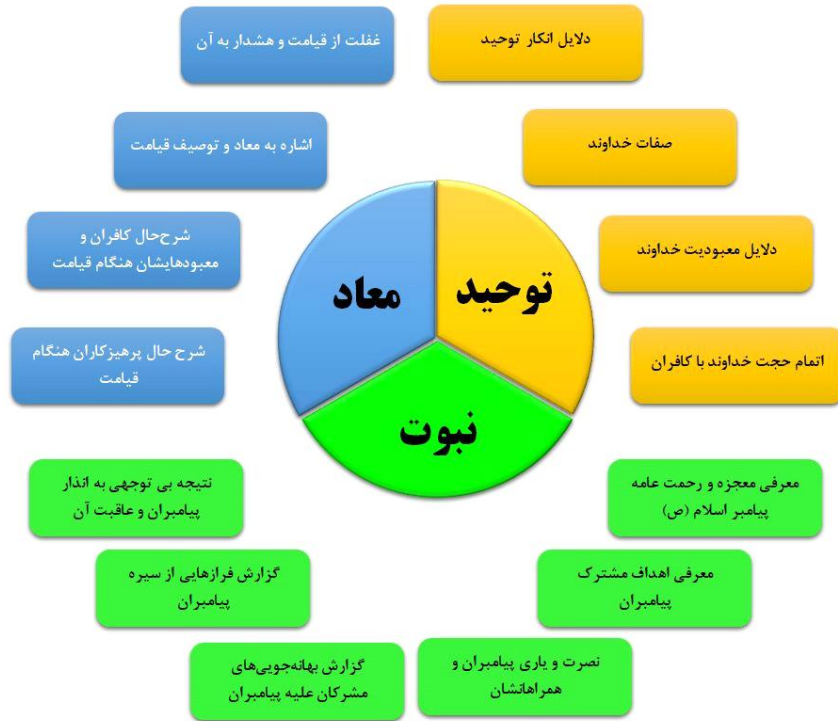 دلایل انکار توحید
غفلت از قیامت و هشدار به آن
صفات خداوند
اشاره به معاد و توصیف قیامت
دلایل معبودیت خداوند
شرح‌حال کافران و
معبودهایشان هنگام قیامت
توحید
معاد
اتمام حجت خداوند با کافران
شرح حال پرهیزکاران هنگام
قیامت
نبوت
معرفی معجزه و رحمت عامه
پیامبر اسلام (ص)
نتیجه بی توجهی به انذار
پیامبران و عاقبت آن
معرفی اهداف مشترک
پیامبران
گزارش فرازهایی از سیره
پیامبران
نصرت و یاری پیامبران و
همراهانشان
گزارش بهانه‌جویی‌های
مشرکان علیه پیامبران